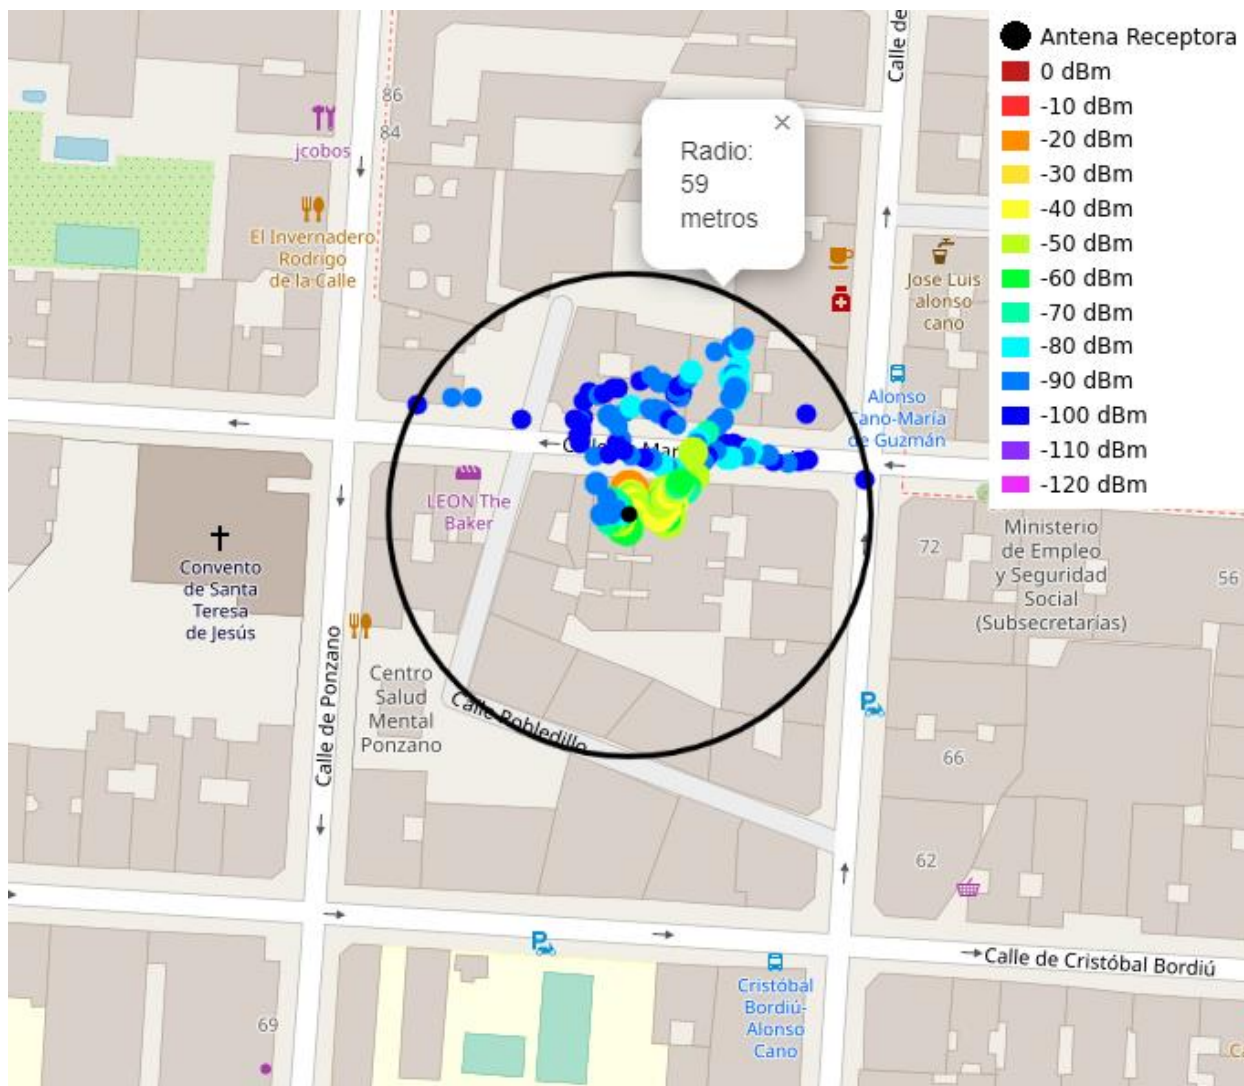 Antena Receptora
0 dBm
-10 dBm
-20 dBm
-30 dBm
-40 dBm
-50 dBm
-60 dBm
-70 dBm
-80 dBm
-90 dBm
-100 dBm
-110 dBm
-120 dBm
Calle de
86
84
jcobos
Radio:
59
metros
El Invernadero
Rodrigo
de la Calle
Jose Luis
alonso
cano
Alonso
Cano-María
de Guzmán
LEON The
Baker
Convento
de Santa
Teresa
de Jesús
72
Ministerio
de Empleo
y Seguridad
Social
(Subsecretarías)
56
Calle de Ponzano
Centro
Salud
Mental
Ponzano
Calle Robledillo
P
66
62
P
Calle de Cristóbal Bordiú
Cristóbal
Bordiú-
Alonso
Cano
69